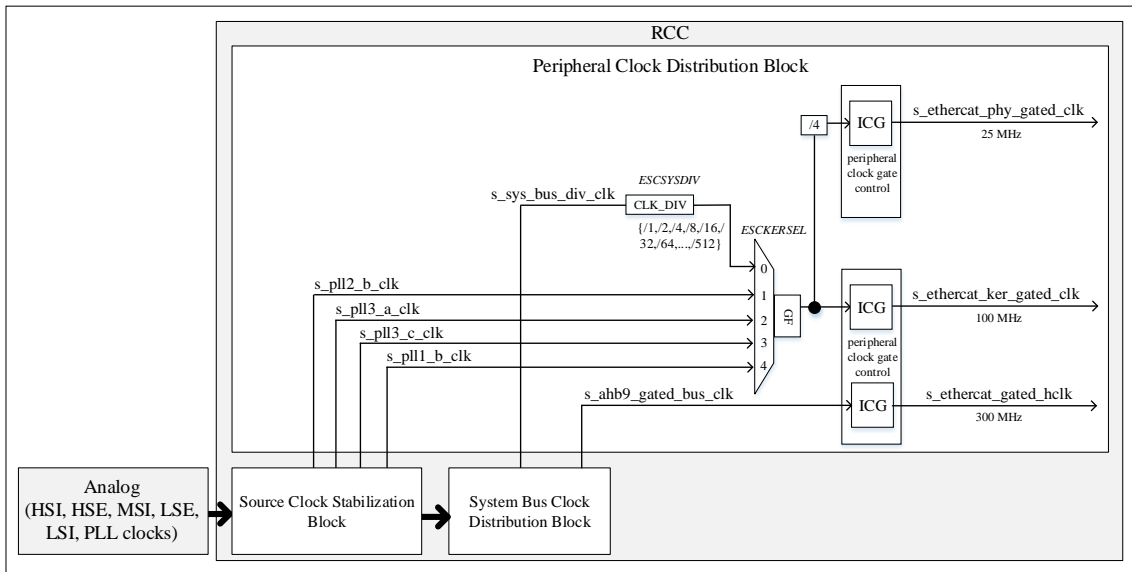 RCC
Peripheral Clock Distribution Block
s_ethercat_phy_gated_clk
ICG
/4
25 MHz
peripheral
clock gate
control
ESCSYSDIV
s_sys_bus_div_clk
CLK_DIV
{/1,/2,/4,/8,/16,/
32,/64,...,/512}
ESCKERSEL
0
s_pll2_b_clk
1
s_pll3_a_clk
2
s_pll3_c_clk
3
s_pll1_b_clk
4
GF
s_ethercat_ker_gated_clk
ICG
100 MHz
peripheral
clock gate
control
s_ahb9_gated_bus_clk
ICG
s_ethercat_gated_hclk
300 MHz
Analog
(HSI, HSE, MSI, LSE,
LSI, PLL clocks)
Source Clock Stabilization
Block
System Bus Clock
Distribution Block